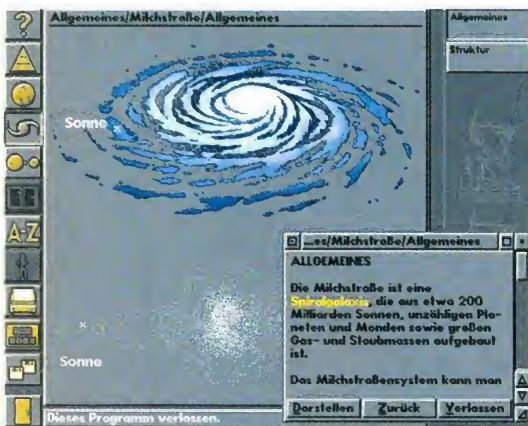 Allgemeines/Milchstraße/Allgemeines
Allgemeines
Struktur
?
A-Z
Sonne
Sonne
...es/Milchstraße/Allgemeines
ALLGEMEINES
Die Milchstraße ist eine
Spiralgalaxis, die aus etwa 200
Milliarden Sonnen, unzähligen Pla-
neten und Monden sowie großen
Gas- und Staubmassen aufgebaut
ist.
Das Milchstraßensystem kann man
Darstellen Zurück Verlassen
Dieses Programm verlassen.